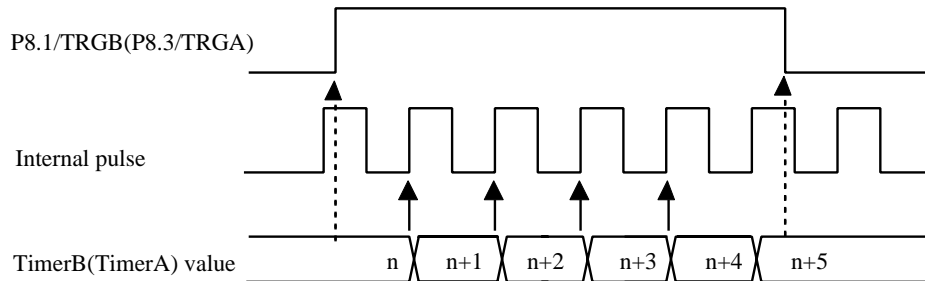 P8.1/TRGB(P8.3/TRGA)
Internal pulse
TimerB(TimerA) value n n+1 n+2 n+3 n+4 n+5